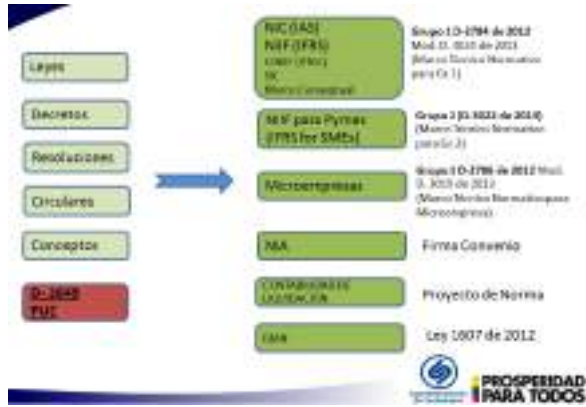 Leyes
Decretos
Resoluciones
Circulares
Conceptos
D- 2649
PUC
NIC (IAS)
NIIF (IFRS)
CINIIF (IFRIC)
SIC
Marco Conceptual
NIIF para Pymes
(IFRS for SMEs)
Microempresas
NIA
CONTABILIDAD DE
LIQUIDACIÓN
Grupo 1 D-2784 de 2012
Mod. D. 3023 de 2013
(Marco Técnico Normativo
para Gr. 1)
Grupo 2 (D-3022 de 2013)
(Marco Técnico Normativo
para Gr. 2)
Grupo 3 D-2706 de 2012 Mod.
D. 3019 de 2013
(Marco Técnico Normativo para
Microempresas)
Firma Convenio
Proyecto de Norma
Ley 1607 de 2012
PROSPERIDAD
PARA TODOS